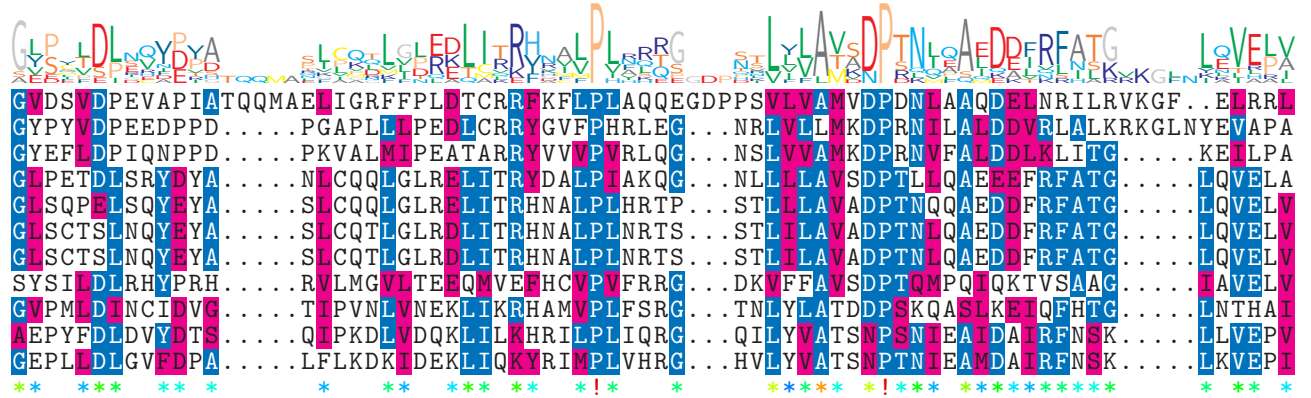 GVDSVDPEVAPIATQQMAELIGRFFPLDTCRRFKFLPLAQQEGDPPSVLVAMVDPDNLAAQDELNRILRVKGF..ELRRL
GYPYVDPEEDPPD.....PGAPLLLPEDLCRRYGVFPHRLEG...NRLVLLMKDPRNILALDDVRLALKRKGLNYEVAPA
GYEFLDPIQNPPD.....PKVALMIPEATARRYVVVPVRLQG...NSLVVAMKDPRNVFALDDLKLITG.....KEILPA
GLPETDLSRYDYA.....NLCQQLGLRELITRYDALPIAKQG...NLLLLAVSDPTLLQAEEEFRFATG.....LQVELA
GLSQPELSQYEYA.....SLCQQLGLRELITRHNALPLHRTP...STLLLAVSDPTNQQAEDDFRFATG.....LQVELV
GLSCTSLNQYEYA.....SLCQTLGLRDLITRHNALPLNRTS...STLILAVADPTNLQAEDDFRFATG.....LQVELV
GLSCTSLNQYEYA.....SLCQTLGLRDLITRHNALPLNRTS...STLILAVADPTNLQAEDDFRFATG.....LQVELV
SYSILDLRHYPRH.....RVLMGVLTEEQMVEFHCVPVFRRG...DKVFFAVSDPTQMPQIQKTVSAAG.....IAVELV
GVPMLDINCIDVG.....TIPVNLVNEKLIKRHAMVPLFSRG...TNLYLATDDPSKQASLKEIQFHTG.....LNTHAI
AEPYFDLDVYDTS.....QIPKDLVDQKLILKHRILPLIQRG...QILYVATSNPSNIEAIDAIRFNSK.....LLVEPV
GEPLLDLGVFDPA.....LFLKDKIDEKLIQKYRIMPLVHRG...HVLYVATSNPTNIEAMDAIRFNSK.....LKVEPI